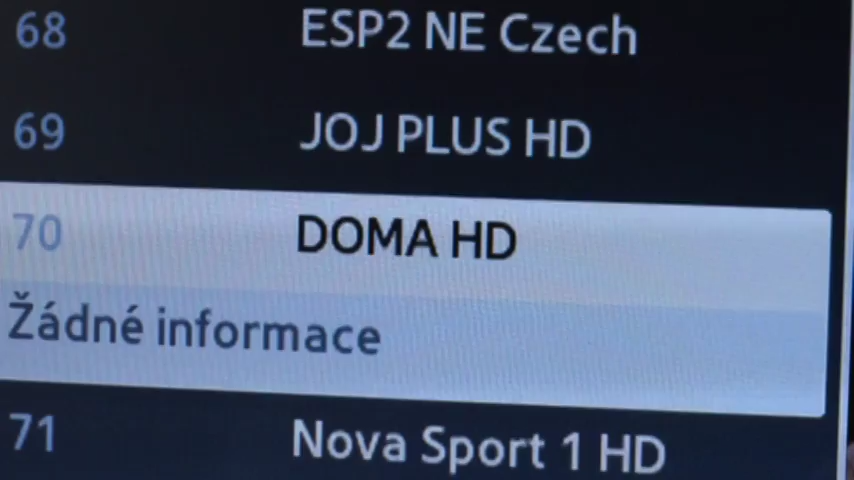 68 ESP2 NE Czech
69 JOJ PLUS HD
70 DOMA HD
Žádné informace
71 Nova Sport 1 HD